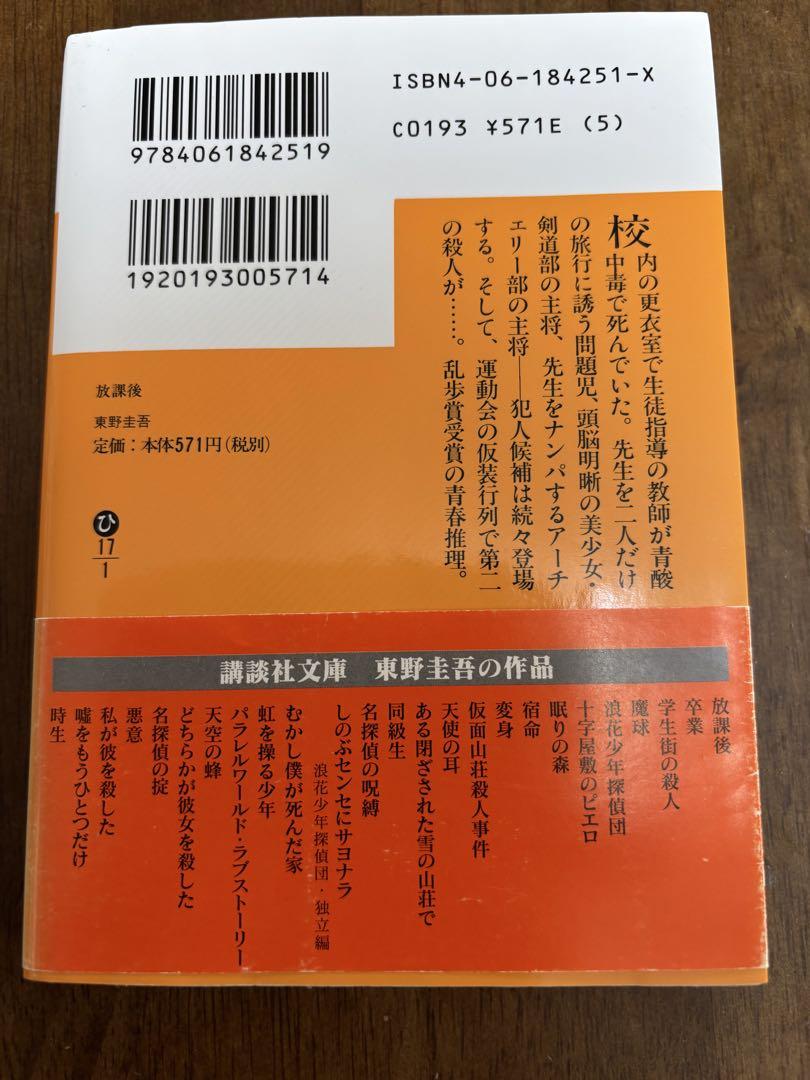 9784061842519
1920193005714
ISBN4-06-184251-X
C0193 ¥571E (5)
校内の更衣室で生徒指導の教師が青酸
中毒で死んでいた。先生を二人だけ
の旅行に誘う問題児、頭脳明晰の美少女・
剣道部の主将、先生をナンパするアーチ
ェリー部の主将――犯人候補は続々登場
する。そして、運動会の仮装行列で第二
の殺人が……。乱歩賞受賞の青春推理。
放課後
東野圭吾
定価:本体571円(税別)
ひ
17
1
講談社文庫 東野圭吾の作品
放課後
卒業
学生街の殺人
魔球
浪花少年探偵団
十字屋敷のピエロ
眠りの森
宿命
変身
仮面山荘殺人事件
天使の耳
ある閉ざされた雪の山荘で
同級生
名探偵の呪縛
しのぶセンセにサヨナラ
浪花少年探偵団・独立編
むかし僕が死んだ家
虹を操る少年
パラレルワールド・ラブストーリー
天空の蜂
どちらかが彼女を殺した
名探偵の掟
悪意
私が彼を殺した
嘘をもうひとつだけ
時生